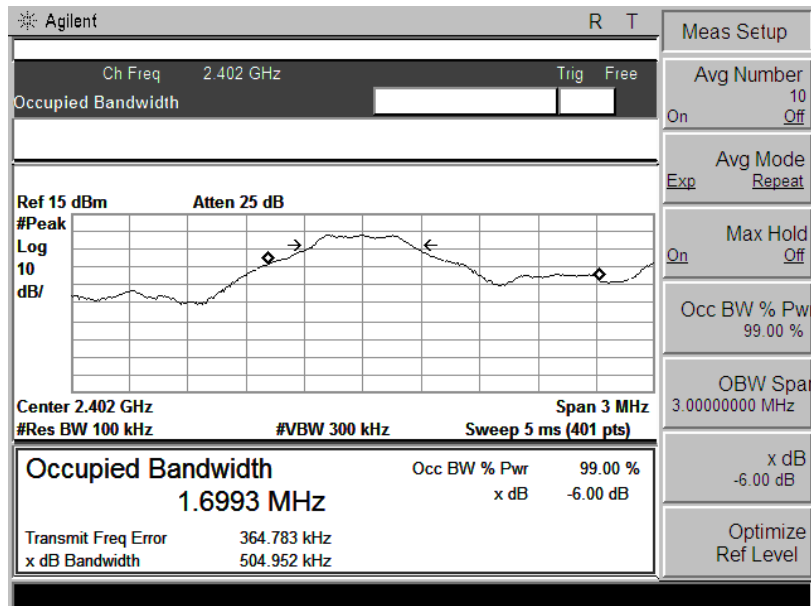 Agilent R T
Ch Freq 2.402 GHz Trig Free
Occupied Bandwidth
Ref 15 dBm Atten 25 dB
#Peak
Log
10
dB/
Center 2.402 GHz Span 3 MHz
#Res BW 100 kHz #VBW 300 kHz Sweep 5 ms (401 pts)
Occupied Bandwidth
1.6993 MHz
Occ BW % Pwr 99.00 %
x dB -6.00 dB
Transmit Freq Error 364.783 kHz
x dB Bandwidth 504.952 kHz
Meas Setup
Avg Number
10
On Off
Avg Mode
Exp Repeat
Max Hold
On Off
Occ BW % Pwr
99.00 %
OBW Spar
3.00000000 MHz
x dB
-6.00 dB
Optimize
Ref Level